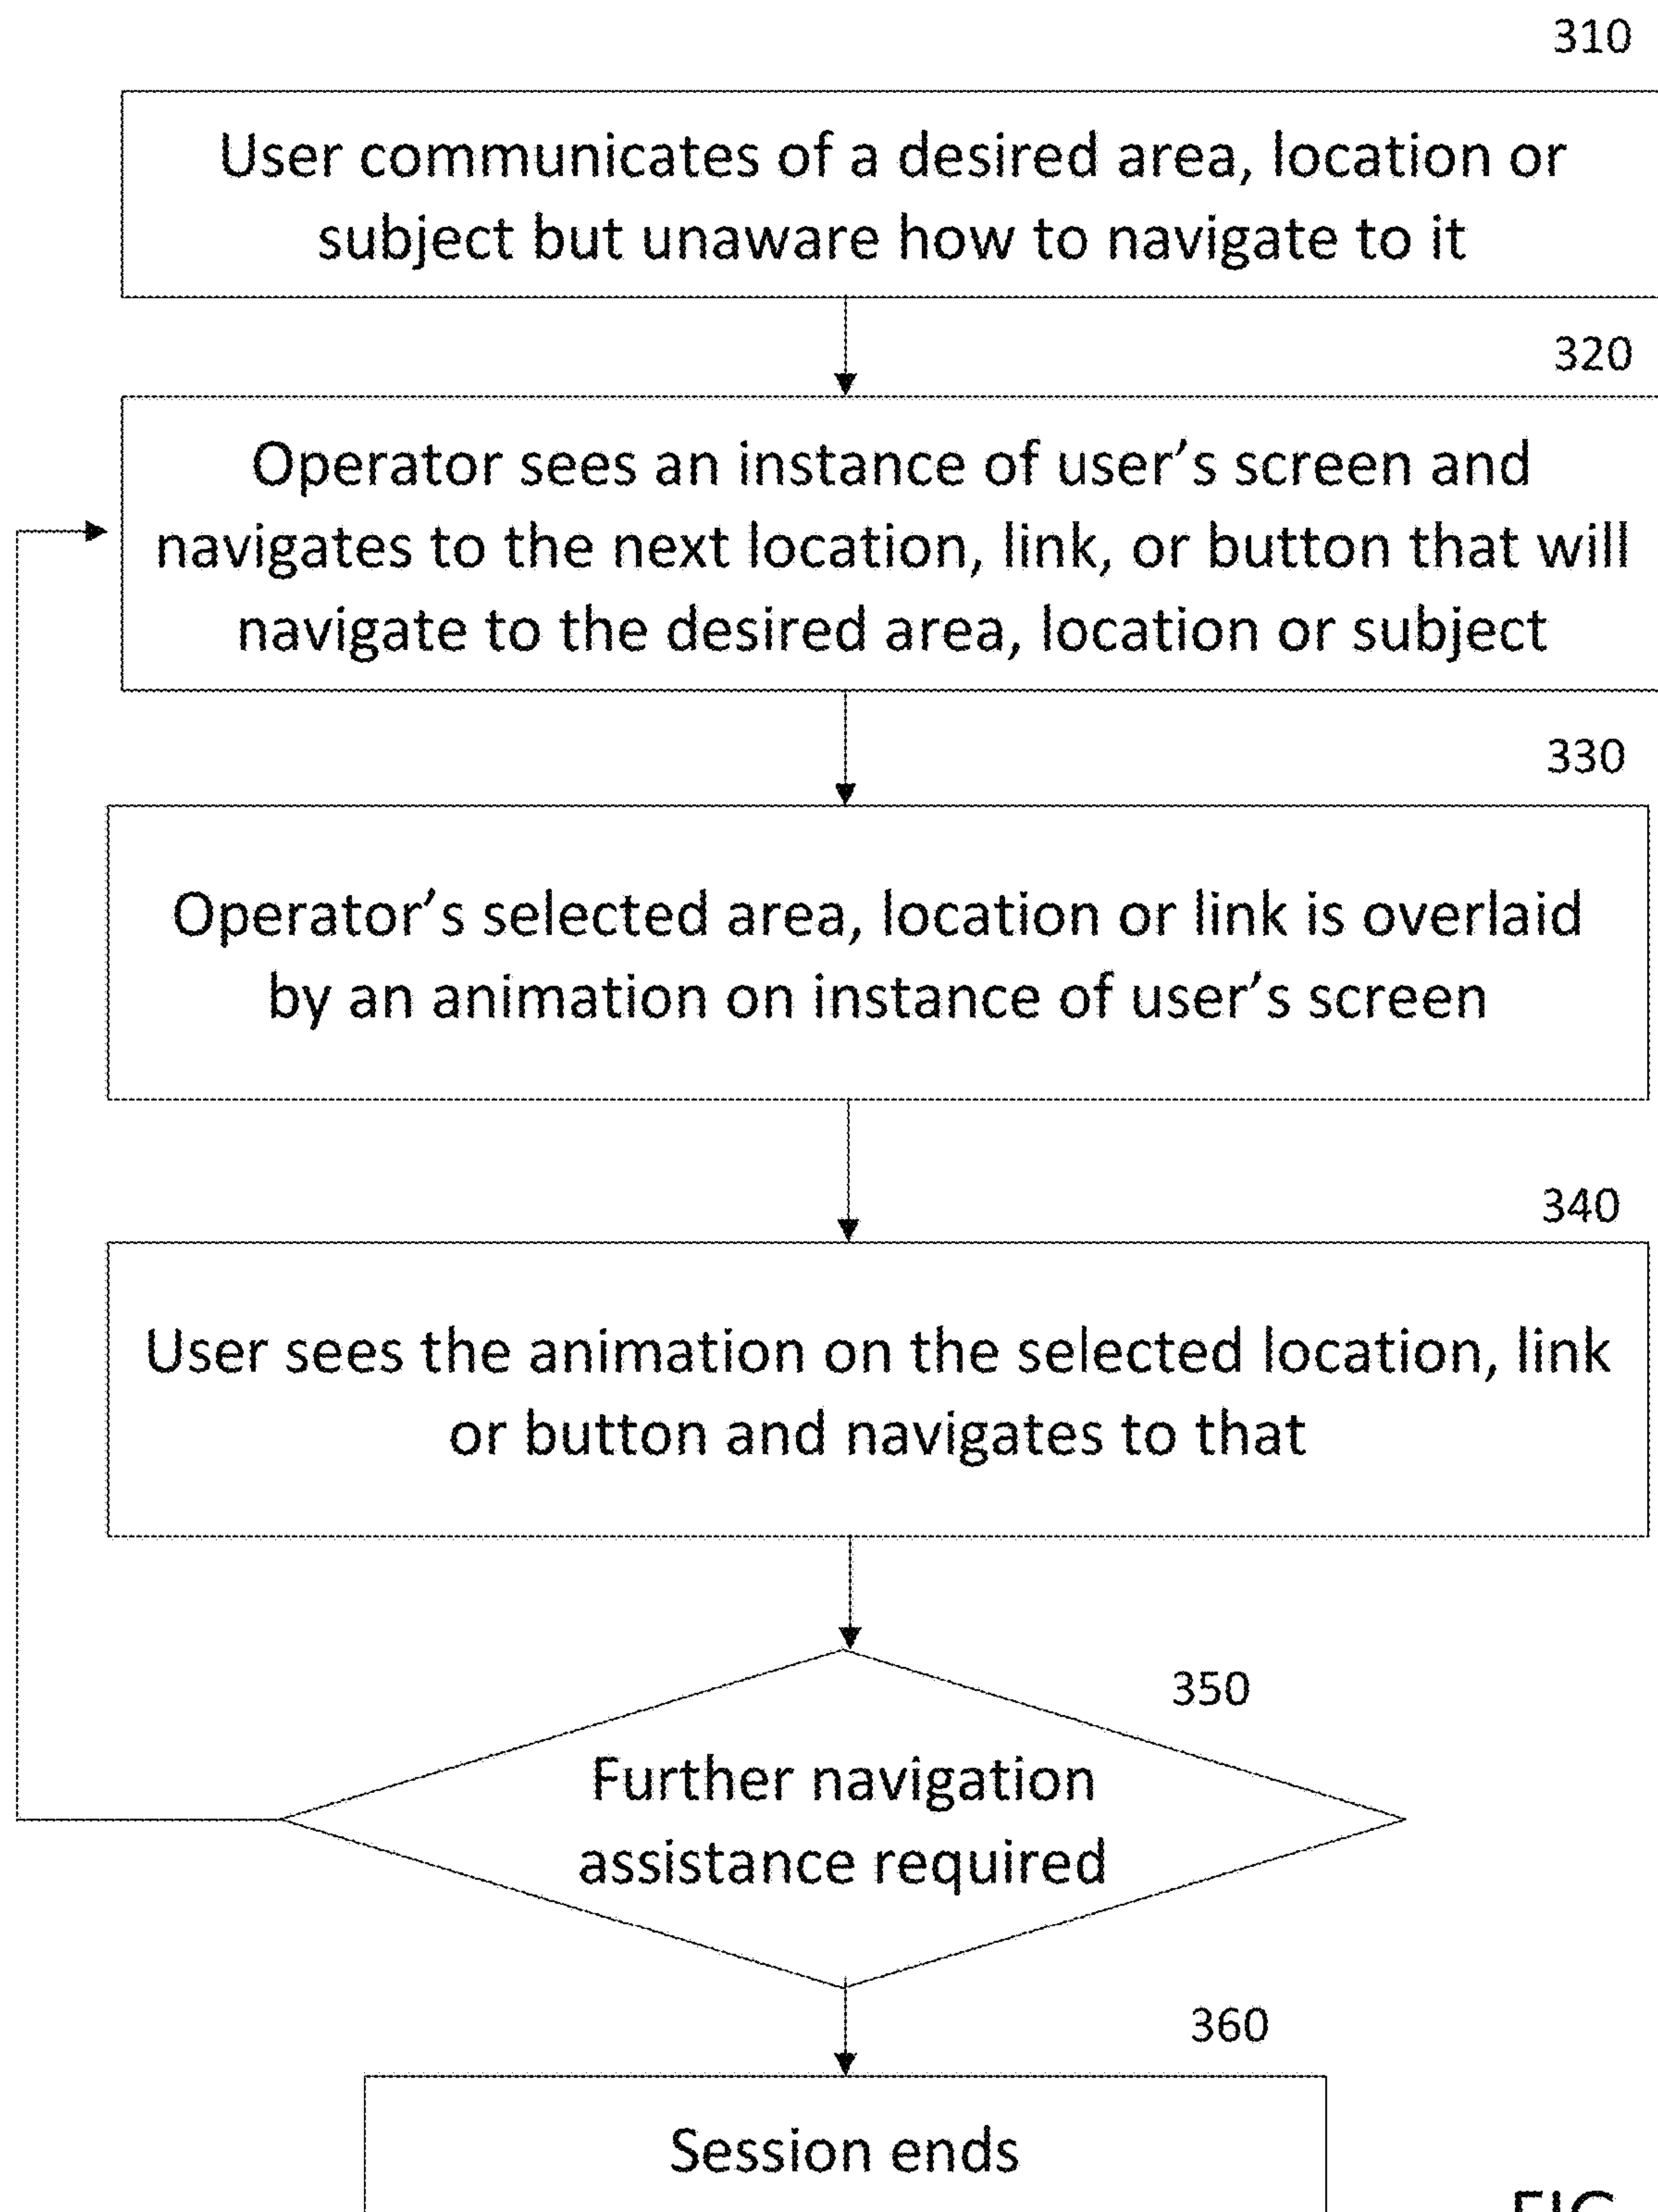 310
User communicates of a desired area, location or
subject but unaware how to navigate to it
320
Operator sees an instance of user’s screen and
navigates to the next location, link, or button that will
navigate to the desired area, location or subject
330
Operator’s selected area, location or link is overlaid
by an animation on instance of user’s screen
340
User sees the animation on the selected location, link
or button and navigates to that
350
Further navigation
assistance required
360
Session ends
FIG